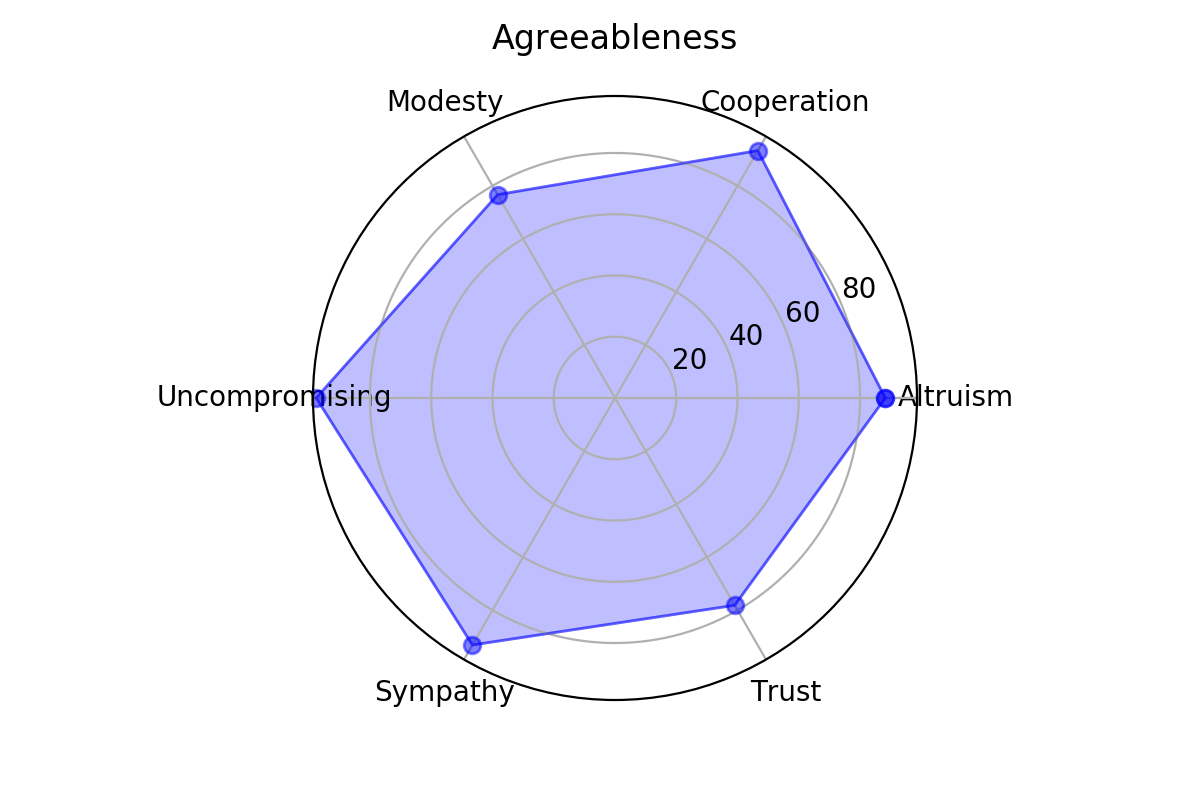 Agreeableness
Modesty
Cooperation
80
60
40
20
Uncompromising
Altruism
Sympathy
Trust